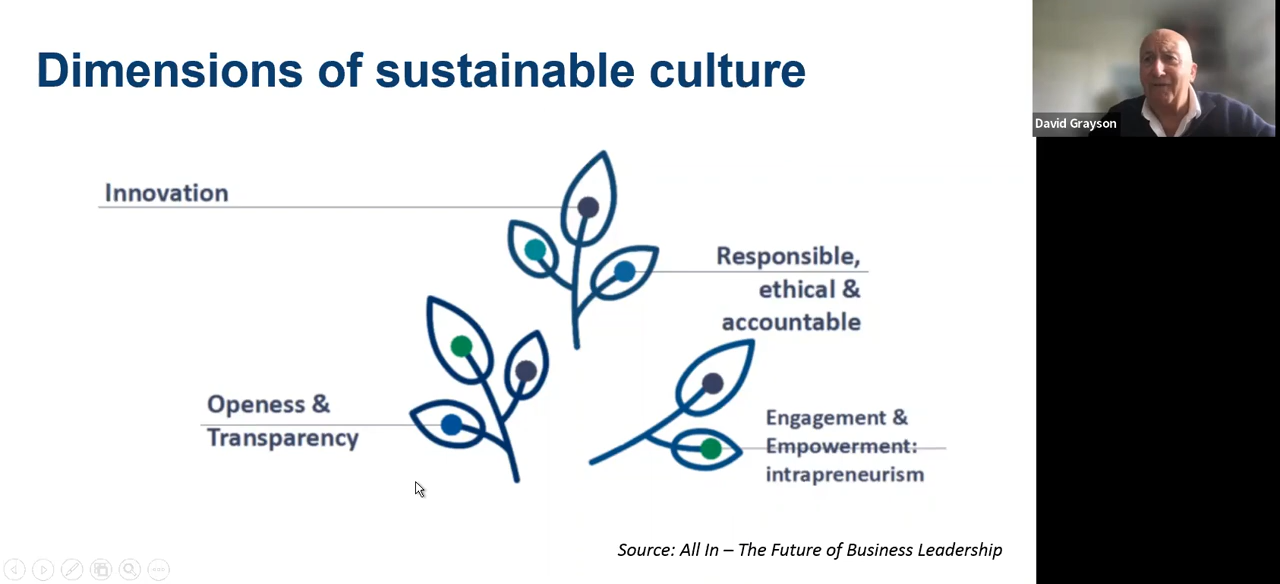 Dimensions of sustainable culture
David Grayson
Innovation
Responsible,
ethical &
accountable
Openess &
Transparency
Engagement &
Empowerment:
intrapreneurism
Source: All In – The Future of Business Leadership